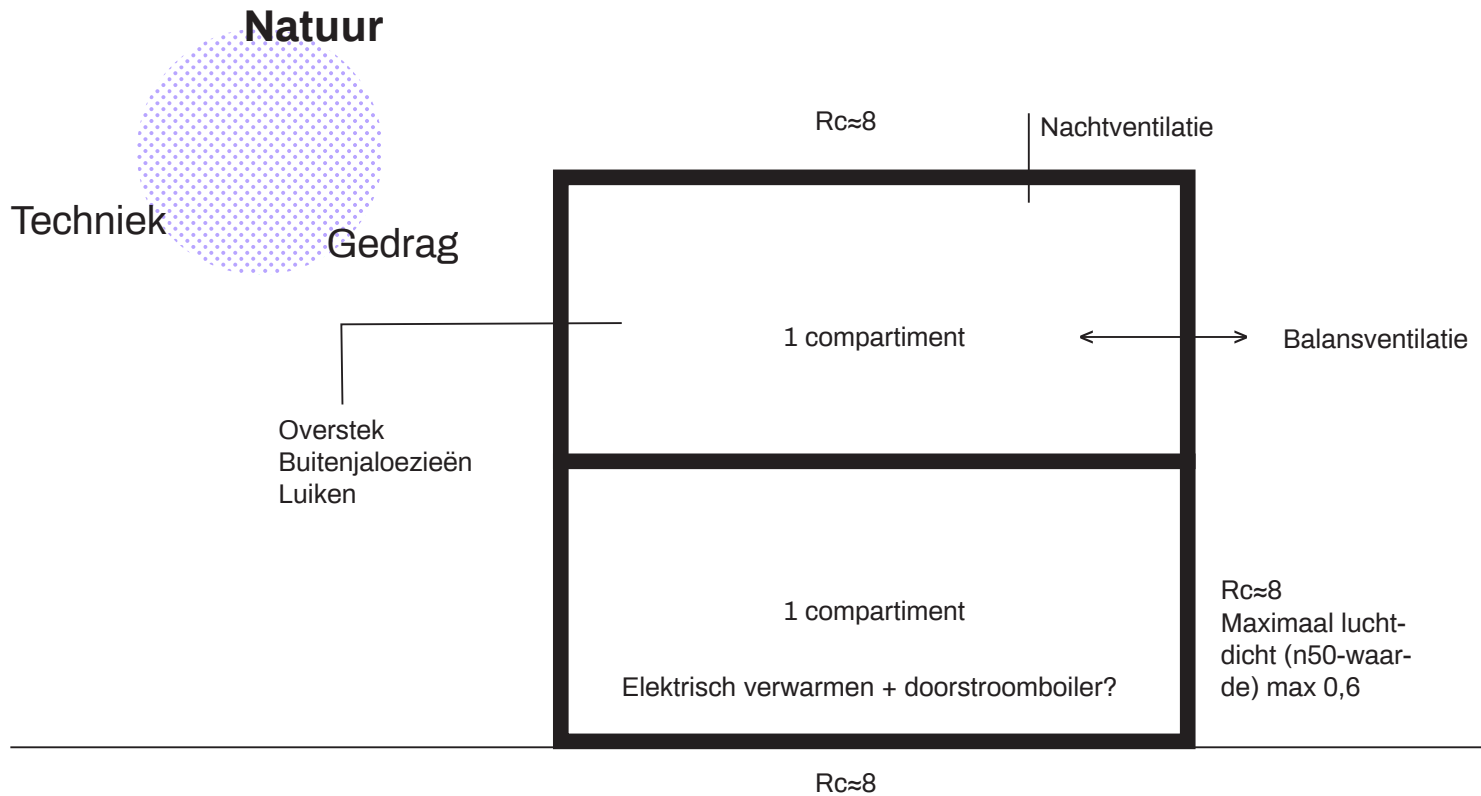 Natuur
Techniek
Gedrag
Rc≈8
Nachtventilatie
1 compartiment
Balansventilatie
Overstek
Buitenjaloezieën
Luiken
1 compartiment
Elektrisch verwarmen + doorstroomboiler?
Rc≈8
Maximaal lucht-
dicht (n50-waar-
de) max 0,6
Rc≈8